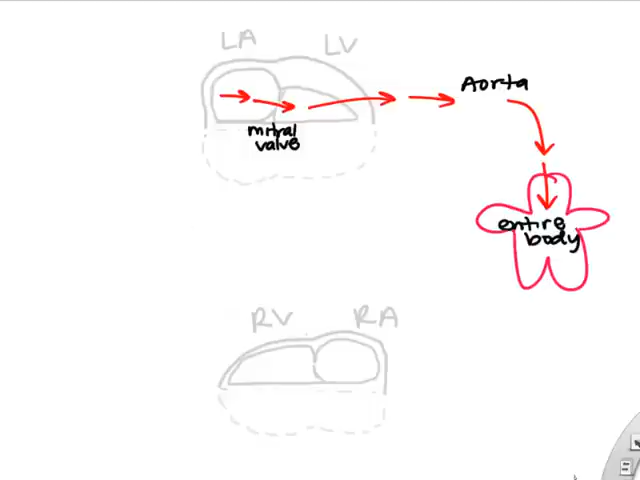 LA
LV
Aorta
mitral
valve
entire
body
RV
RA